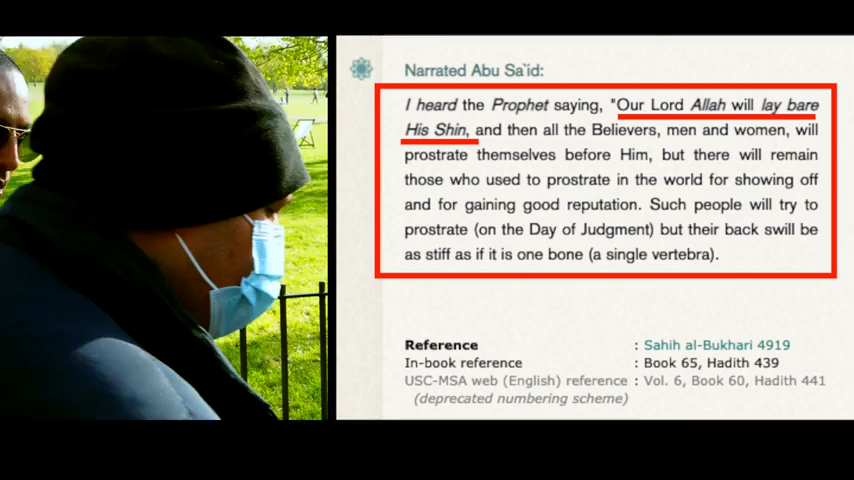 Narrated Abu Sa`id:
I heard the Prophet saying, "Our Lord Allah will lay bare
His Shin, and then all the Believers, men and women, will
prostrate themselves before Him, but there will remain
those who used to prostrate in the world for showing off
and for gaining good reputation. Such people will try to
prostrate (on the Day of Judgment) but their back swill be
as stiff as if it is one bone (a single vertebra).
Reference : Sahih al-Bukhari 4919
In-book reference : Book 65, Hadith 439
USC-MSA web (English) reference : Vol. 6, Book 60, Hadith 441
(deprecated numbering scheme)